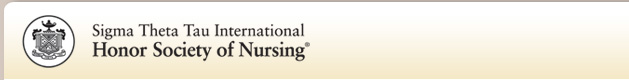 Sigma Theta Tau International
Honor Society of Nursing®